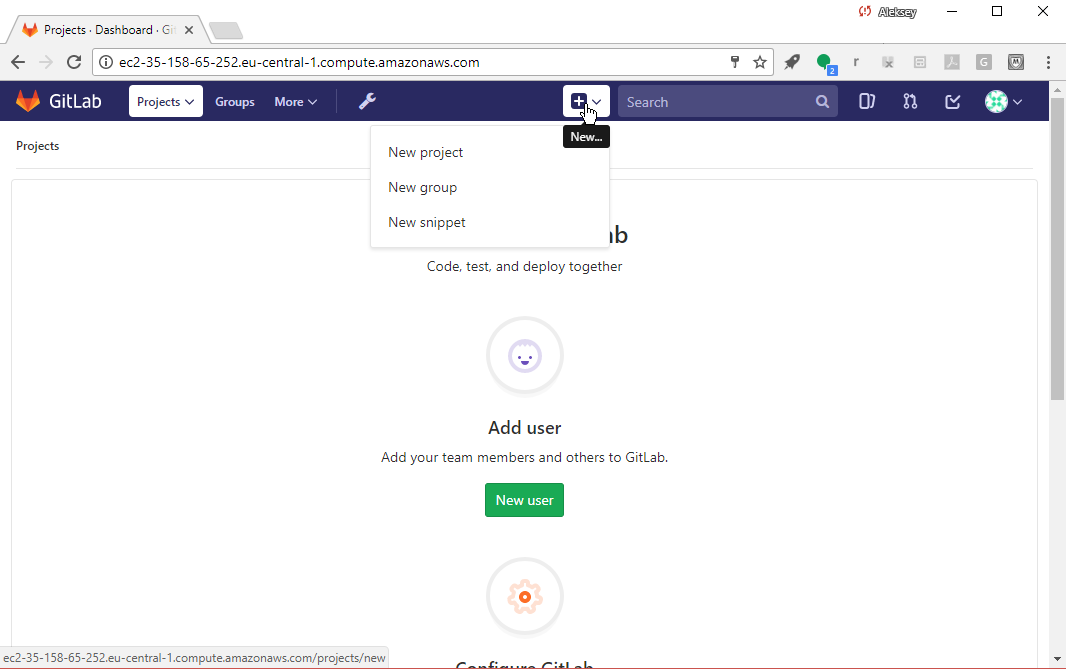 Aleksey
Projects · Dashboard · Git
ec2-35-158-65-252.eu-central-1.compute.amazonaws.com
2
r
G
GitLab
Projects
Groups
More
Search
New...
Projects
New project
New group
New snippet
Code, test, and deploy together
Add user
Add your team members and others to GitLab.
New user
Configure GitLab
ec2-35-158-65-252.eu-central-1.compute.amazonaws.com/projects/new